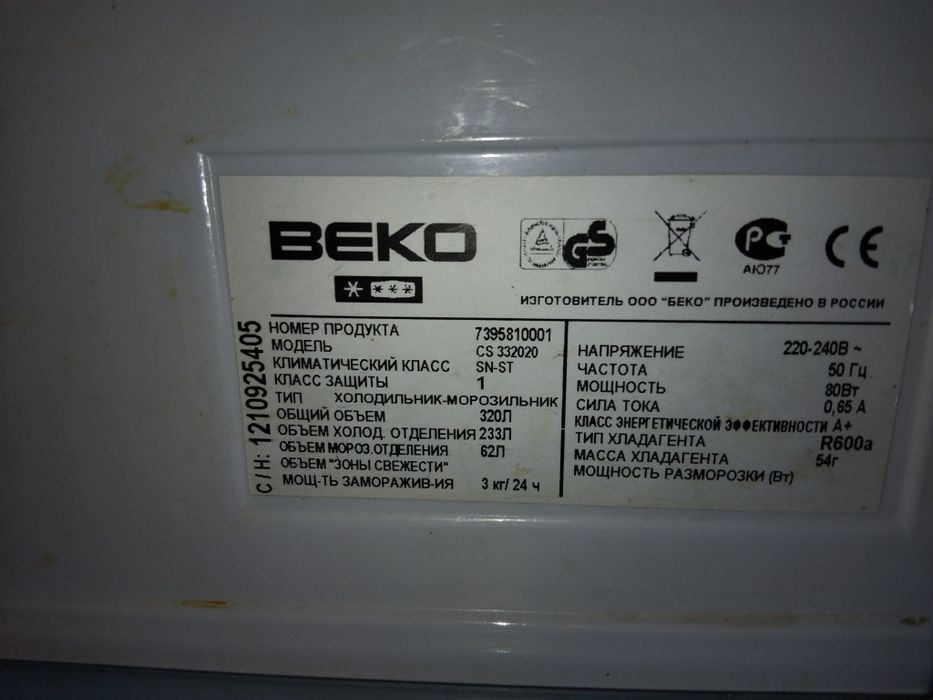 BEKO
GS
PG
CE
АЮ77
ИЗГОТОВИТЕЛЬ ООО "БЕКО" ПРОИЗВЕДЕНО В РОССИИ
С / Н: 1210925405
НОМЕР ПРОДУКТА 7395810001
МОДЕЛЬ CS 332020
КЛИМАТИЧЕСКИЙ КЛАСС SN-ST
КЛАСС ЗАЩИТЫ 1
ТИП ХОЛОДИЛЬНИК-МОРОЗИЛЬНИК
ОБЩИЙ ОБЪЕМ 320Л
ОБЪЕМ ХОЛОД. ОТДЕЛЕНИЯ 233Л
ОБЪЕМ МОРОЗ.ОТДЕЛЕНИЯ 62Л
ОБЪЕМ "ЗОНЫ СВЕЖЕСТИ"
МОЩ-ТЬ ЗАМОРАЖИВ-ИЯ 3 кг/ 24 ч
НАПРЯЖЕНИЕ 220-240В ~
ЧАСТОТА 50 Гц
МОЩНОСТЬ 80Вт
СИЛА ТОКА 0,65 А
КЛАСС ЭНЕРГЕТИЧЕСКОЙ ЭФФЕКТИВНОСТИ А+
ТИП ХЛАДАГЕНТА R600a
МАССА ХЛАДАГЕНТА 54г
МОЩНОСТЬ РАЗМОРОЗКИ (Вт)